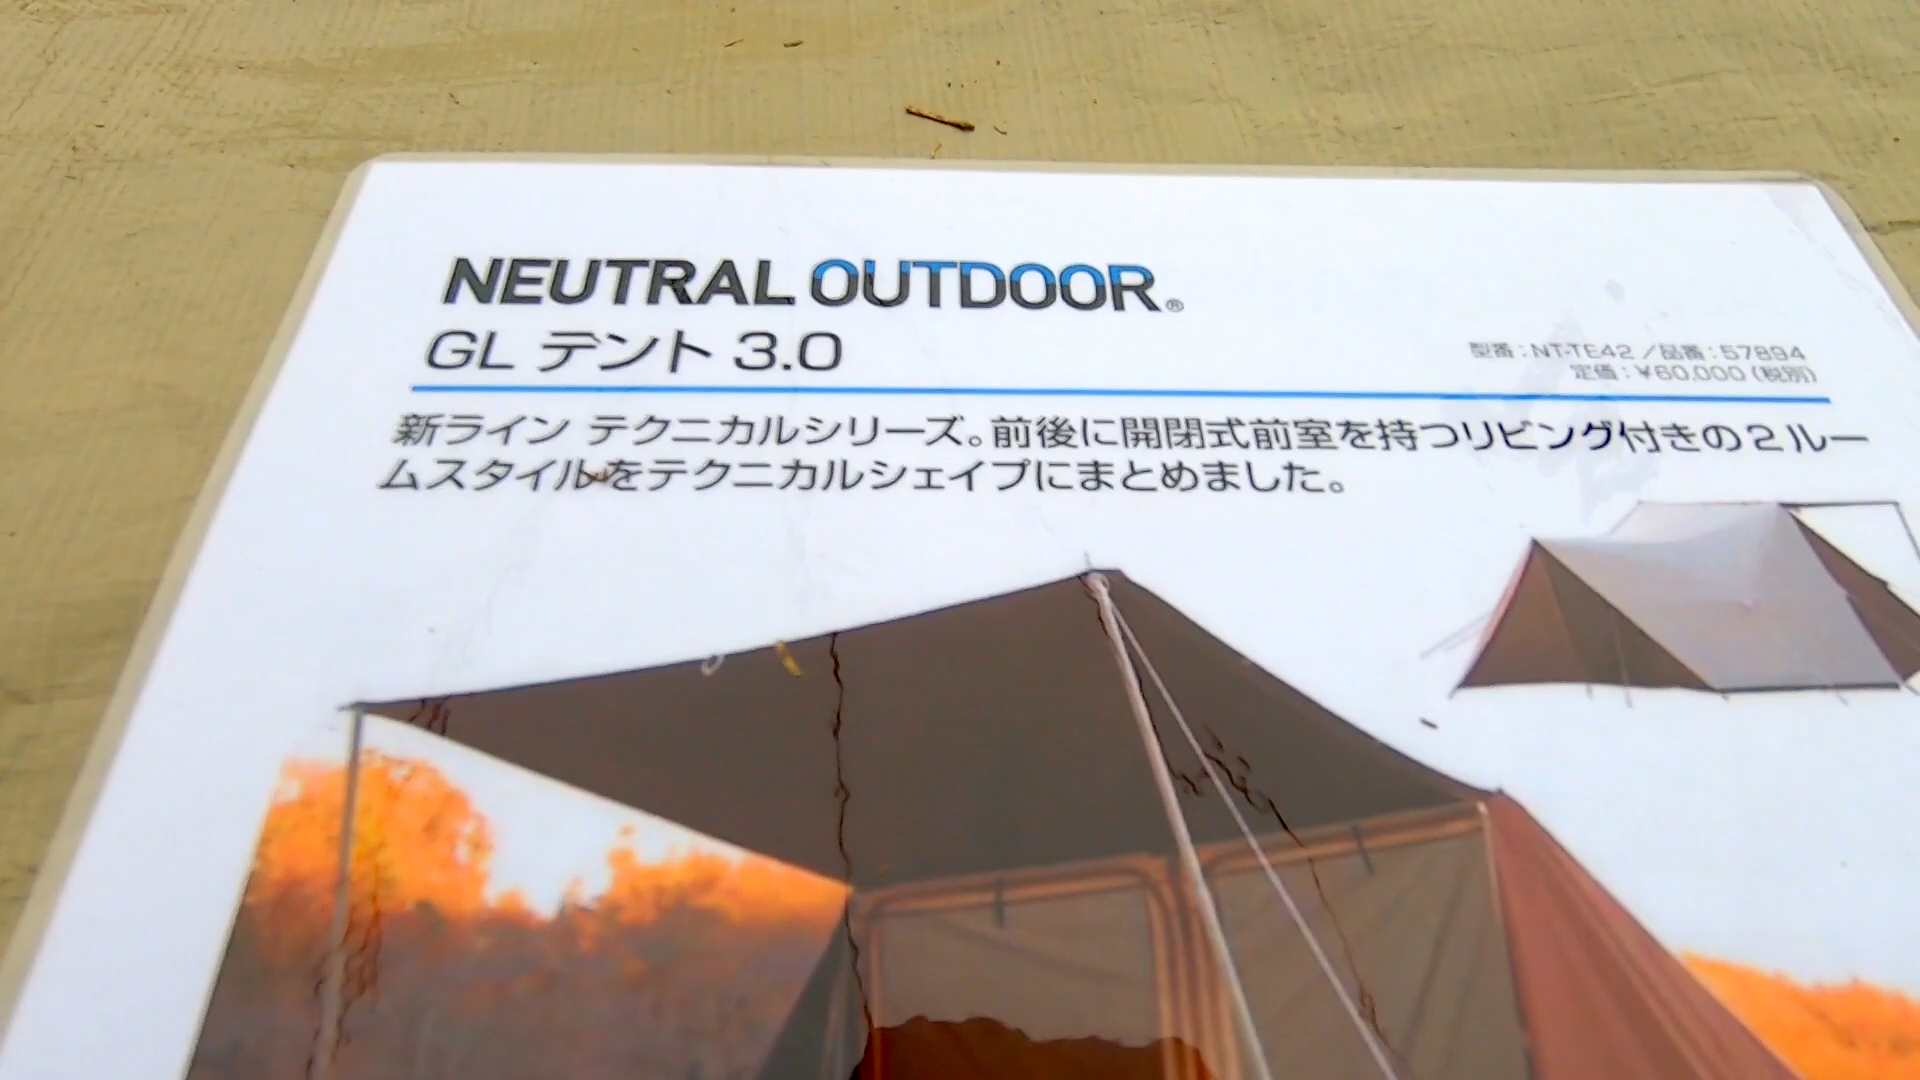 NEUTRAL OUTDOOR®
GL テント 3.0
型番：NT-TE42 ／品番：57894
定価：¥60,000（税別）
新ライン テクニカルシリーズ。前後に開閉式前室を持つリビング付きの2ルー
ムスタイルをテクニカルシェイプにまとめました。